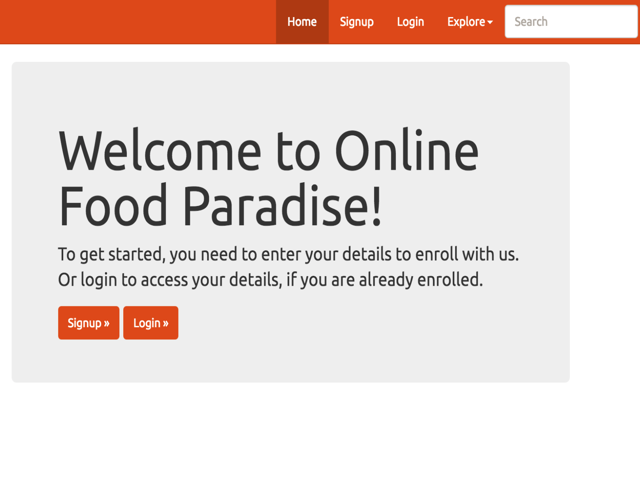 Home Signup Login Explore Search
Welcome to Online
Food Paradise!
To get started, you need to enter your details to enroll with us.
Or login to access your details, if you are already enrolled.
Signup » Login »